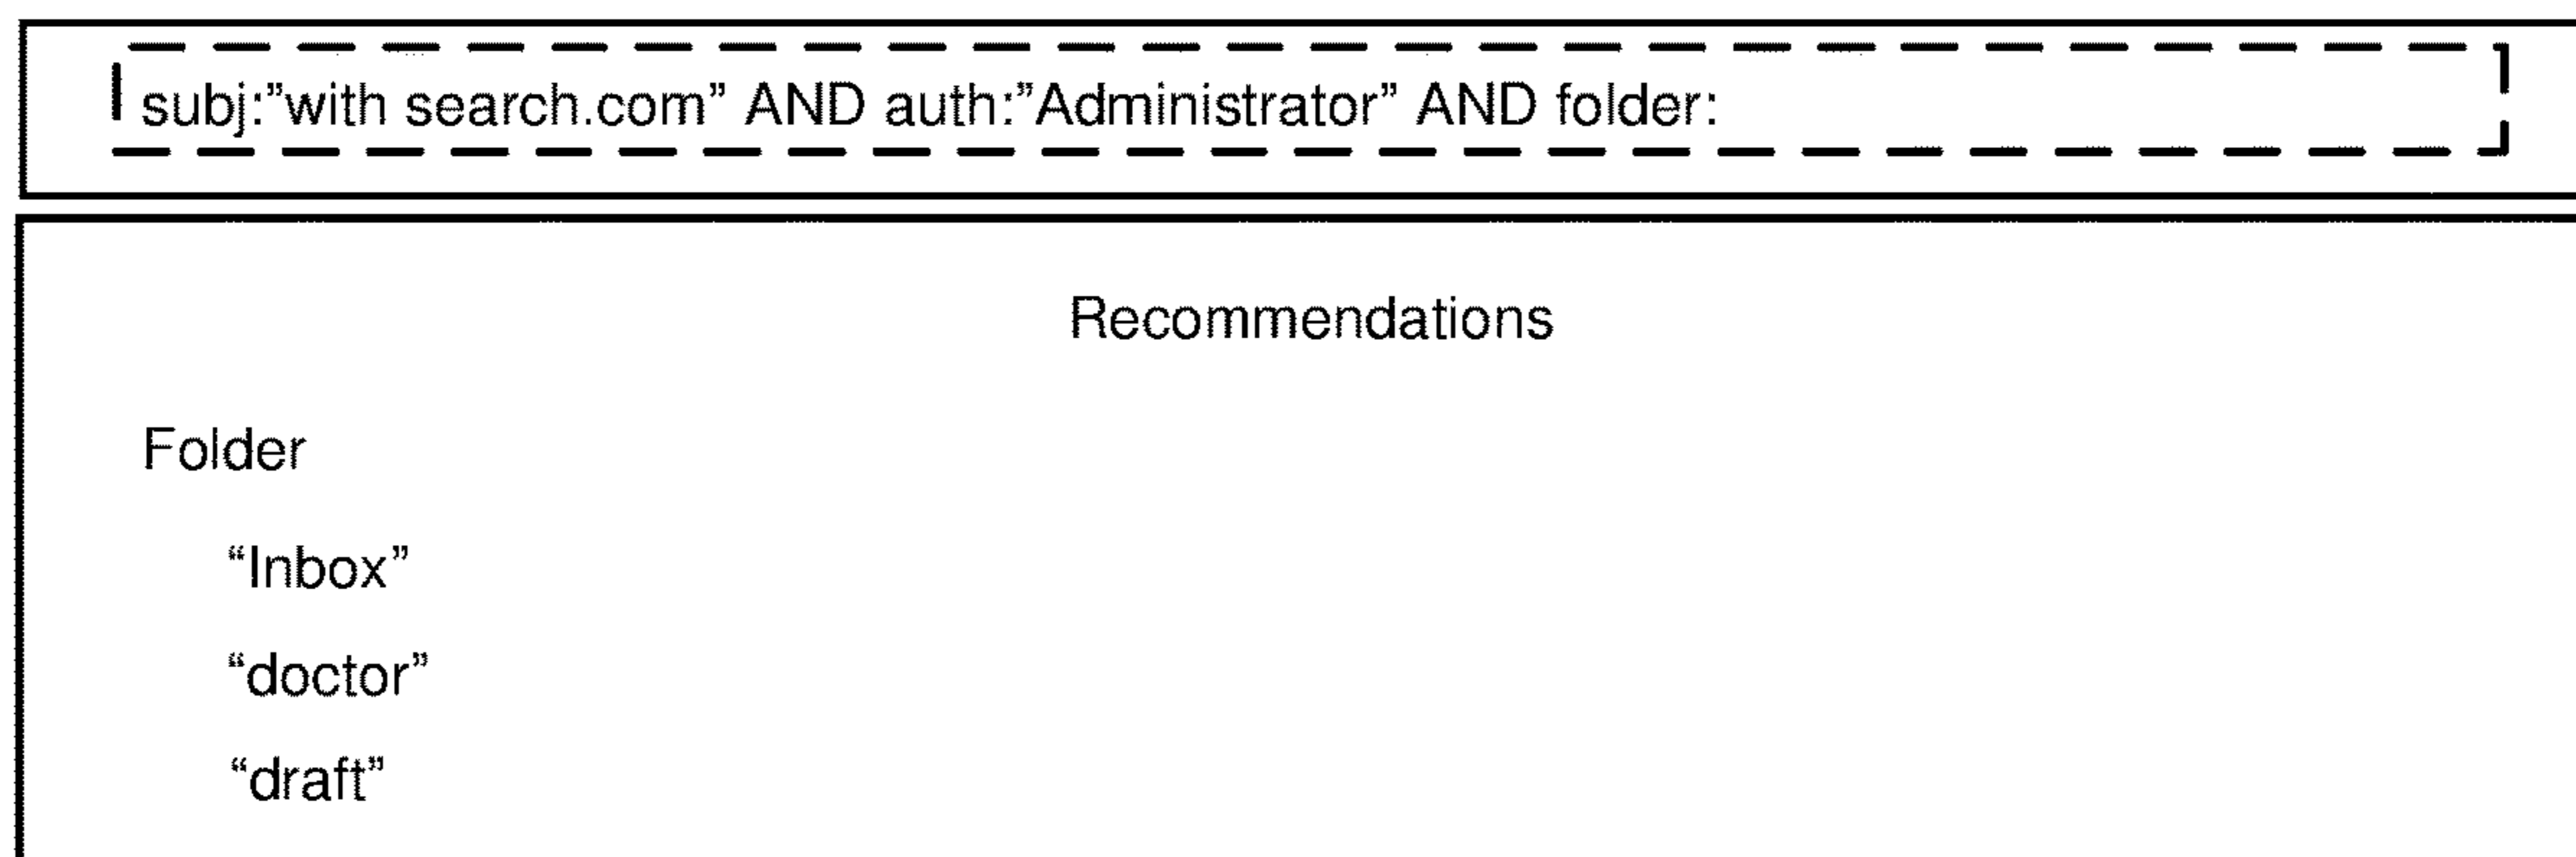 subj:”with search.com” AND auth:”Administrator” AND folder:
Recommendations
Folder
“Inbox”
“doctor”
“draft”